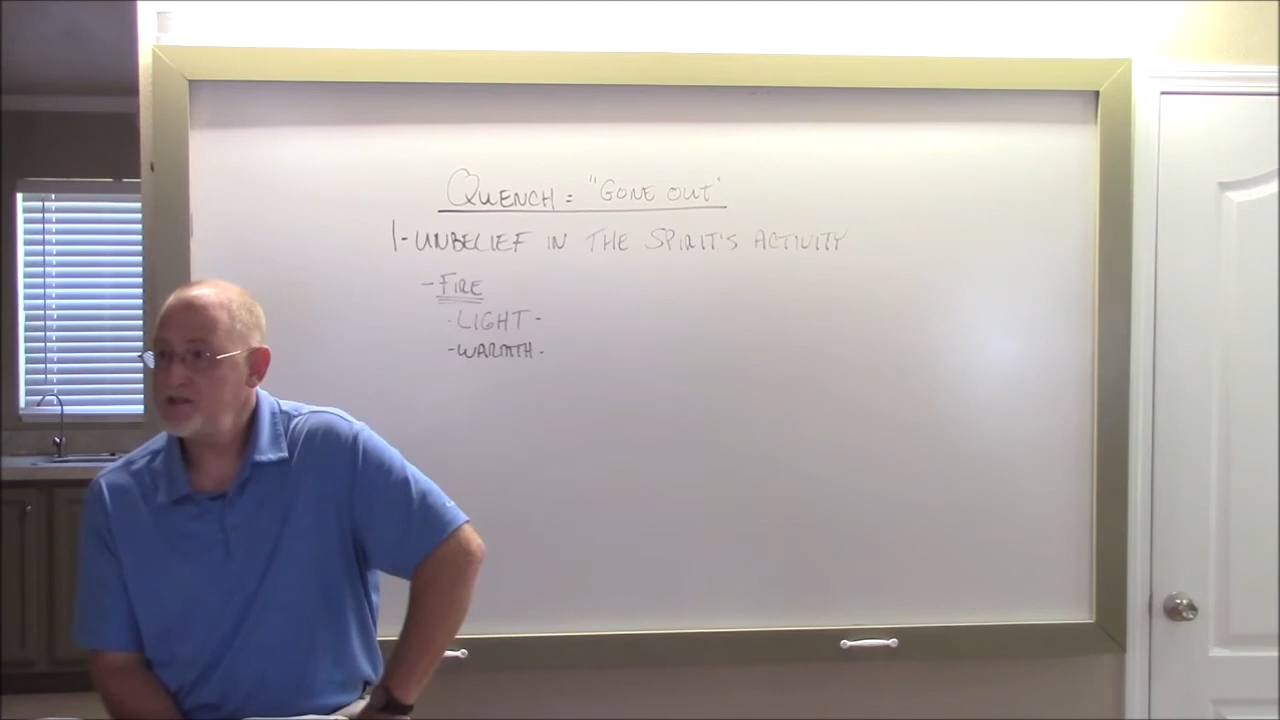 QUENCH = "GONE OUT"
1-UNBELIEF IN THE SPIRIT'S ACTIVITY
-FIRE
-LIGHT-
-WARMTH-